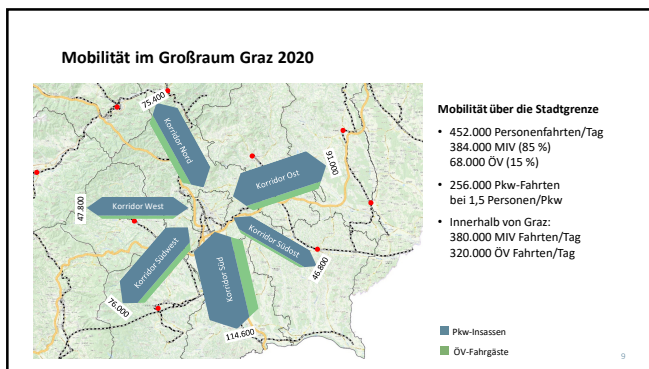 Mobilität im Großraum Graz 2020
75.400
Korridor Nord
91.000
Korridor Ost
47.800
Korridor West
Korridor Südost
46.800
Korridor Südwest
76.000
Korridor Süd
114.600
Mobilität über die Stadtgrenze
• 452.000 Personenfahrten/Tag
384.000 MIV (85 %)
68.000 ÖV (15 %)
• 256.000 Pkw-Fahrten
bei 1,5 Personen/Pkw
• Innerhalb von Graz:
380.000 MIV Fahrten/Tag
320.000 ÖV Fahrten/Tag
Pkw-Insassen
ÖV-Fahrgäste
9